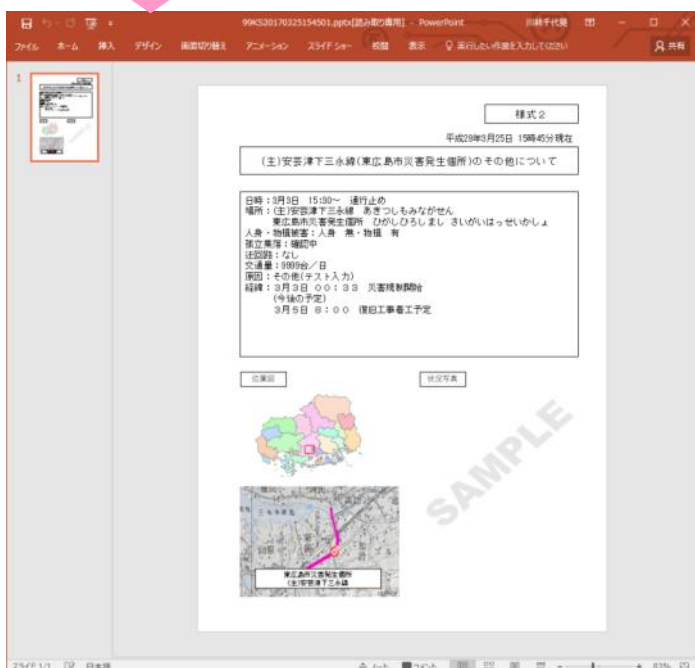 99KS20170325154501.pptx[読み取り専用] - PowerPoint
川畑千代晃
ファイル ホーム 挿入 デザイン 画面切り替え アニメーション スライド ショー 校閲 表示 実行したい作業を入力してください 共有
1
様式2
平成29年3月25日 15時45分現在
(主)安芸津下三永線(東広島市災害発生個所)のその他について
日時：3月3日 15:30～ 通行止め
場所：(主)安芸津下三永線 あきつしもみながせん
東広島市災害発生個所 ひがしひろしまし さいがいはっせいかしょ
人身・物損被害：人身 無・物損 有
孤立集落：確認中
迂回路：なし
交通量：9999台／日
原因：その他(テスト入力)
経緯：3月3日 00：33 災害規制開始
(今後の予定)
3月5日 8：00 復旧工事着工予定
位置図
状況写真
SAMPLE
東広島市災害発生個所
(主)安芸津下三永線
スライド 1/1 日本語 ノート コメント 83%